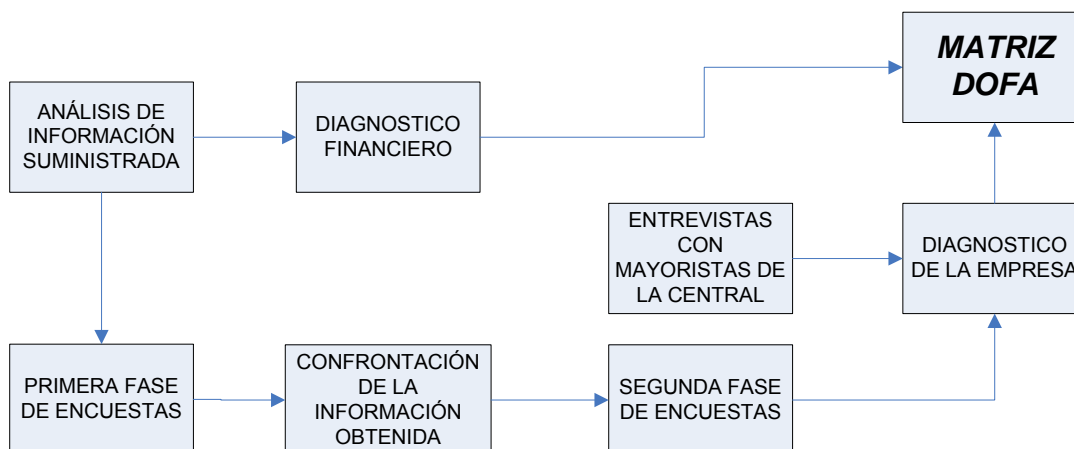 MATRIZ
DOFA
ANÁLISIS DE
INFORMACIÓN
SUMINISTRADA
DIAGNOSTICO
FINANCIERO
ENTREVISTAS
CON
MAYORISTAS DE
LA CENTRAL
DIAGNOSTICO
DE LA EMPRESA
PRIMERA FASE
DE ENCUESTAS
CONFRONTACIÓN
DE LA
INFORMACIÓN
OBTENIDA
SEGUNDA FASE
DE ENCUESTAS